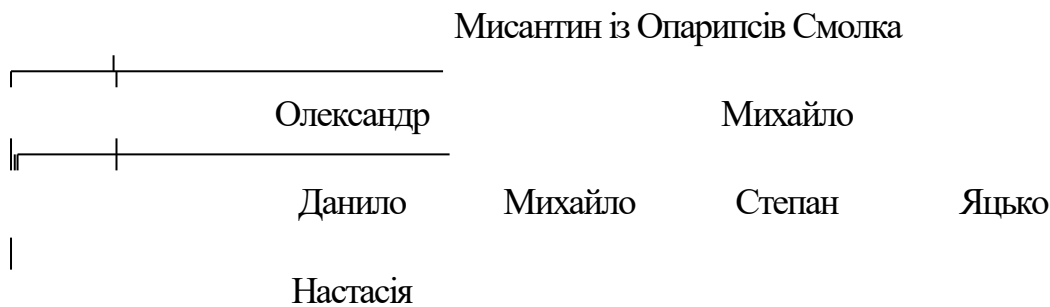 Мисантин із Опарипсів Смолка
Олександр Михайло
Данило Михайло Степан Яцько
Настасія